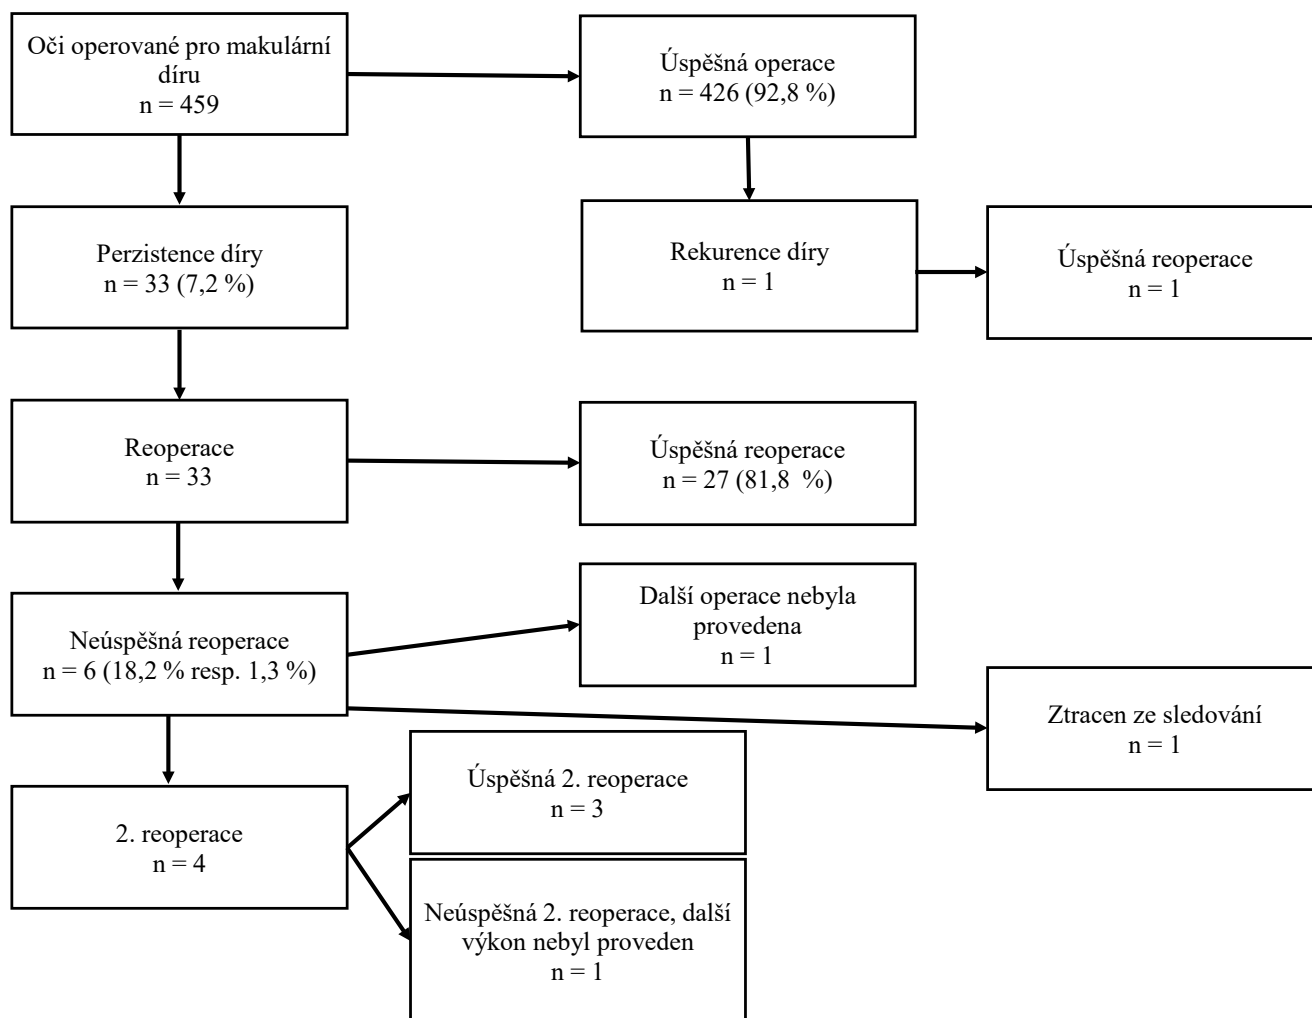 Oči operované pro makulární
díru
n = 459
Úspěšná operace
n = 426 (92,8 %)
Perzistence díry
n = 33 (7,2 %)
Rekurence díry
n = 1
Úspěšná reoperace
n = 1
Reoperace
n = 33
Úspěšná reoperace
n = 27 (81,8  %)
Neúspěšná reoperace
n = 6 (18,2 % resp. 1,3 %)
Další operace nebyla
provedena
n = 1
Ztracen ze sledování
n = 1
2. reoperace
n = 4
Úspěšná 2. reoperace
n = 3
Neúspěšná 2. reoperace, další
výkon nebyl proveden
n = 1